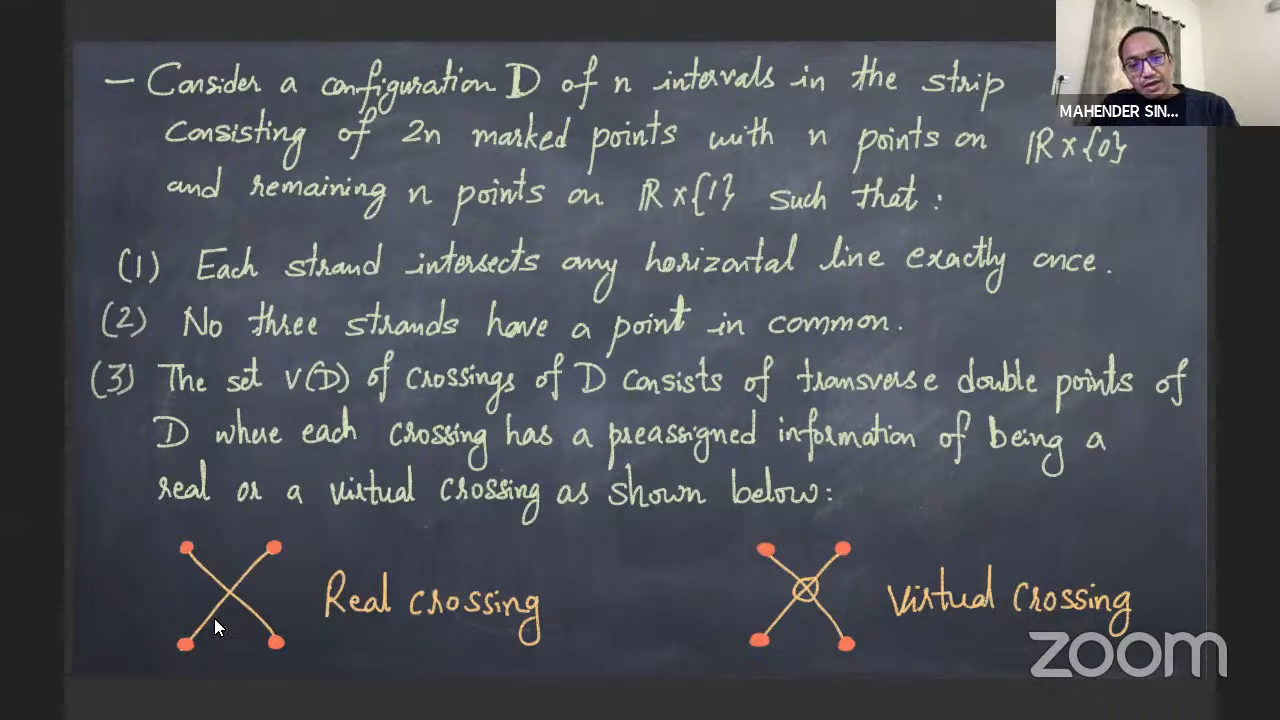 – Consider a configuration D of n intervals in the strip
MAHENDER SIN...
consisting of 2n marked points with n points on ℝ×{0}
and remaining n points on ℝ×{1} such that :
(1) Each strand intersects any horizontal line exactly once.
(2) No three strands have a point in common.
(3) The set V(D) of crossings of D consists of transverse double points of
D where each crossing has a preassigned information of being a
real or a virtual crossing as shown below:
Real crossing
Virtual crossing
zoom